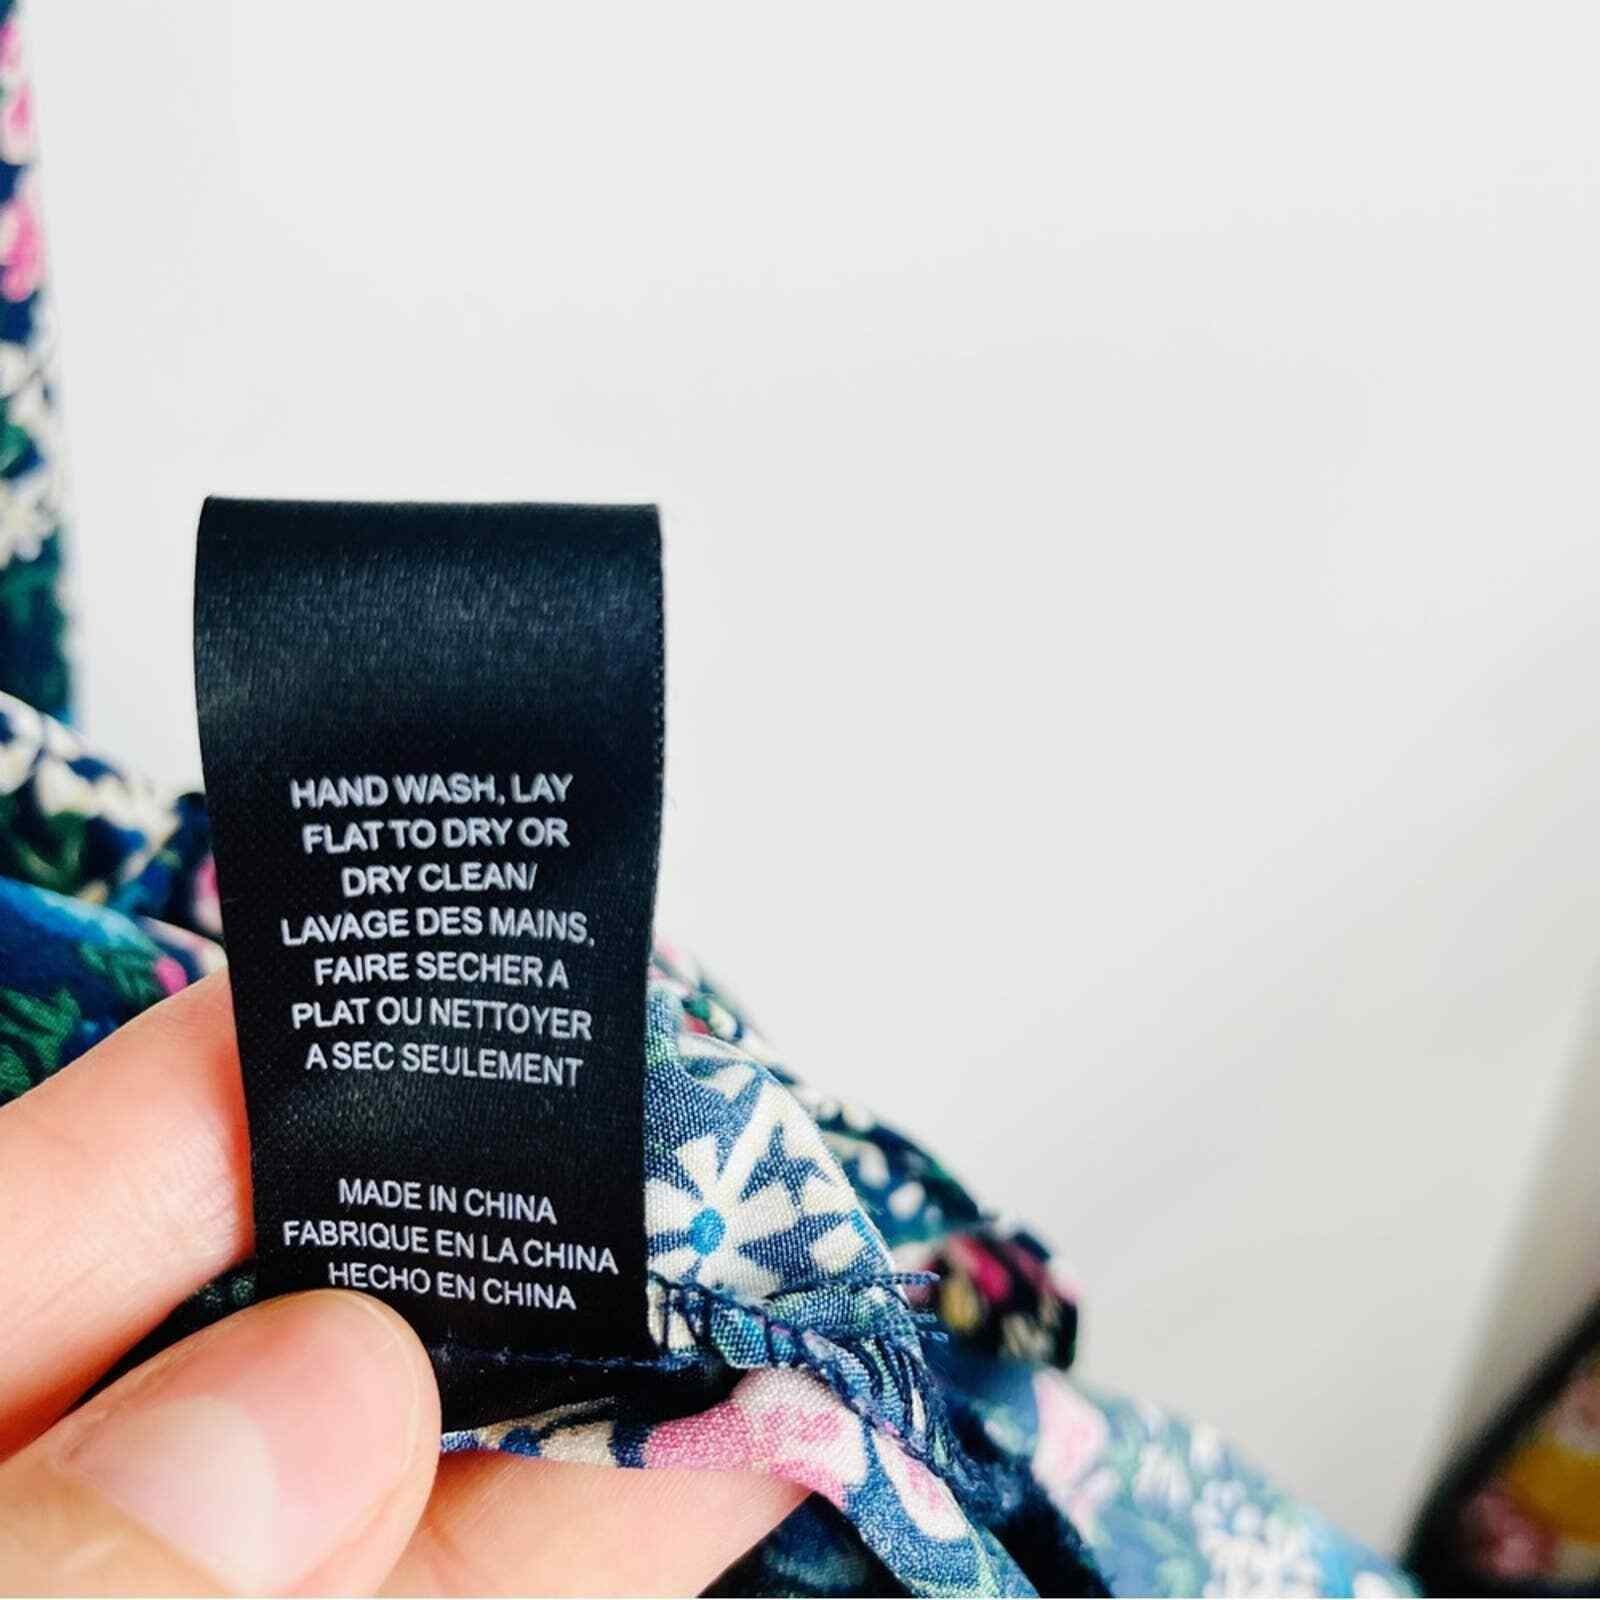 HAND WASH, LAY
FLAT TO DRY OR
DRY CLEAN/
LAVAGE DES MAINS,
FAIRE SECHER A
PLAT OU NETTOYER
A SEC SEULEMENT
MADE IN CHINA
FABRIQUE EN LA CHINA
HECHO EN CHINA